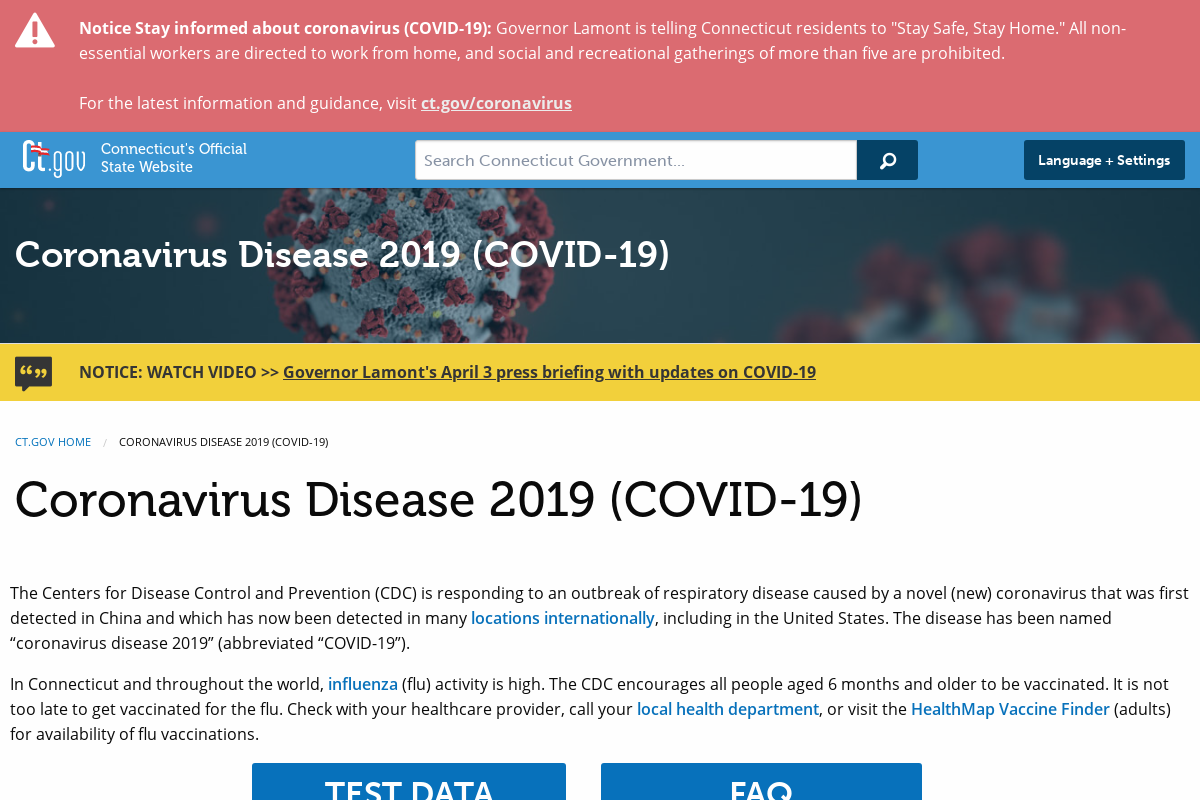 Notice Stay informed about coronavirus (COVID-19): Governor Lamont is telling Connecticut residents to "Stay Safe, Stay Home." All non-
essential workers are directed to work from home, and social and recreational gatherings of more than five are prohibited.
For the latest information and guidance, visit ct.gov/coronavirus
Ct.gov
Connecticut's Official
State Website
Search Connecticut Government...
Language + Settings
Coronavirus Disease 2019 (COVID-19)
NOTICE: WATCH VIDEO >> Governor Lamont's April 3 press briefing with updates on COVID-19
CT.GOV HOME / CORONAVIRUS DISEASE 2019 (COVID-19)
Coronavirus Disease 2019 (COVID-19)
The Centers for Disease Control and Prevention (CDC) is responding to an outbreak of respiratory disease caused by a novel (new) coronavirus that was first
detected in China and which has now been detected in many locations internationally, including in the United States. The disease has been named
“coronavirus disease 2019” (abbreviated “COVID-19”).
In Connecticut and throughout the world, influenza (flu) activity is high. The CDC encourages all people aged 6 months and older to be vaccinated. It is not
too late to get vaccinated for the flu. Check with your healthcare provider, call your local health department, or visit the HealthMap Vaccine Finder (adults)
for availability of flu vaccinations.
TEST DATA
FAQ